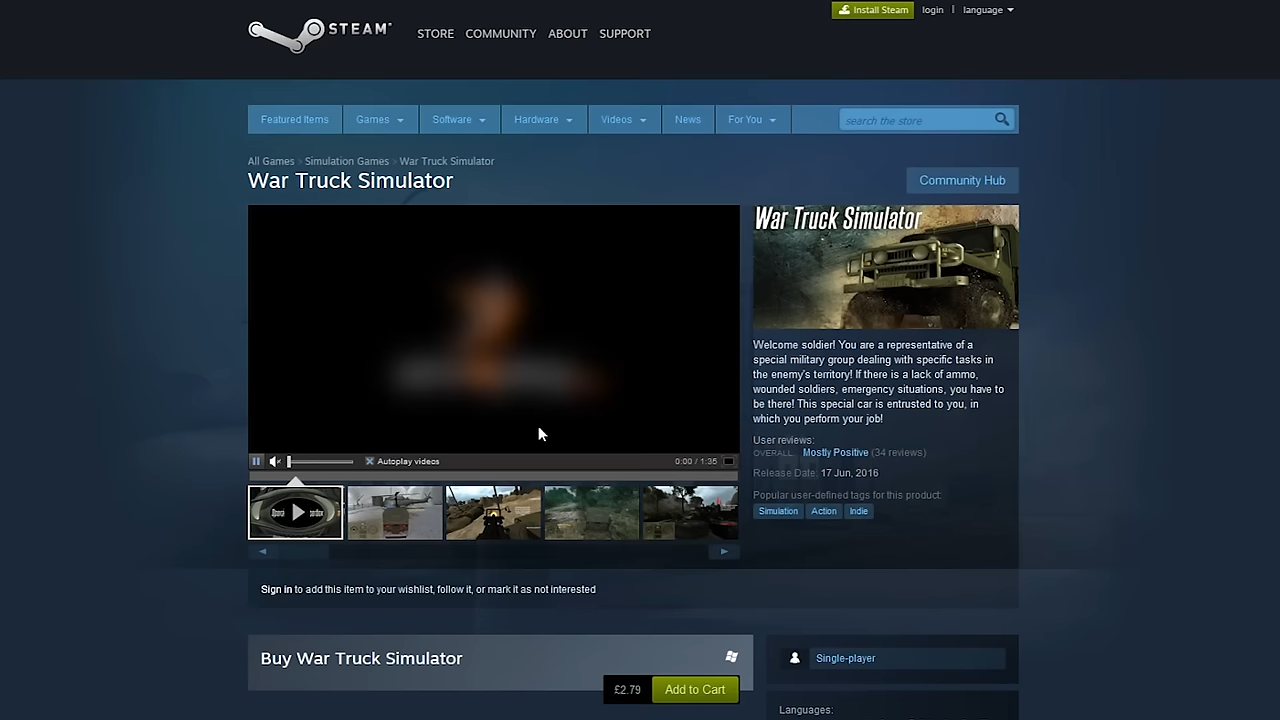 Install Steam login | language
STEAM
STORE COMMUNITY ABOUT SUPPORT
Featured Items Games Software Hardware Videos News For You search the store
All Games > Simulation Games > War Truck Simulator
War Truck Simulator
Community Hub
War Truck Simulator
Welcome soldier! You are a representative of a
special military group dealing with specific tasks in
the enemy's territory! If there is a lack of ammo,
wounded soldiers, emergency situations, you have to
be there! This special car is entrusted to you, in
which you perform your job!
User reviews:
OVERALL: Mostly Positive (34 reviews)
Release Date: 17 Jun, 2016
Popular user-defined tags for this product:
Simulation Action Indie
Autoplay videos 0:00 / 1:35
Sign in to add this item to your wishlist, follow it, or mark it as not interested
Buy War Truck Simulator
£2.79 Add to Cart
Single-player
Languages: